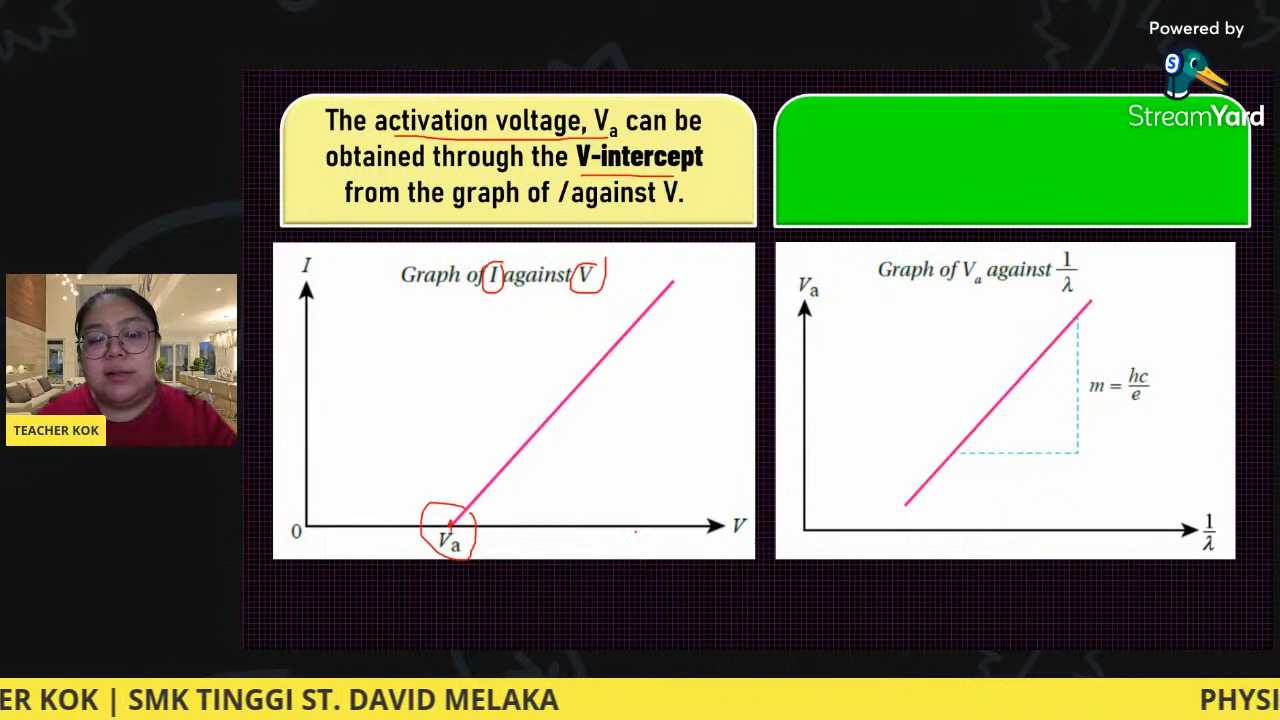 Powered by
StreamYard
The activation voltage, Va can be
obtained through the V-intercept
from the graph of I against V.
I
Graph of I against V
0
Va
V
Va
Graph of Va against 1/λ
m = hc/e
1/λ
TEACHER KOK
ER KOK | SMK TINGGI ST. DAVID MELAKA
PHYSI